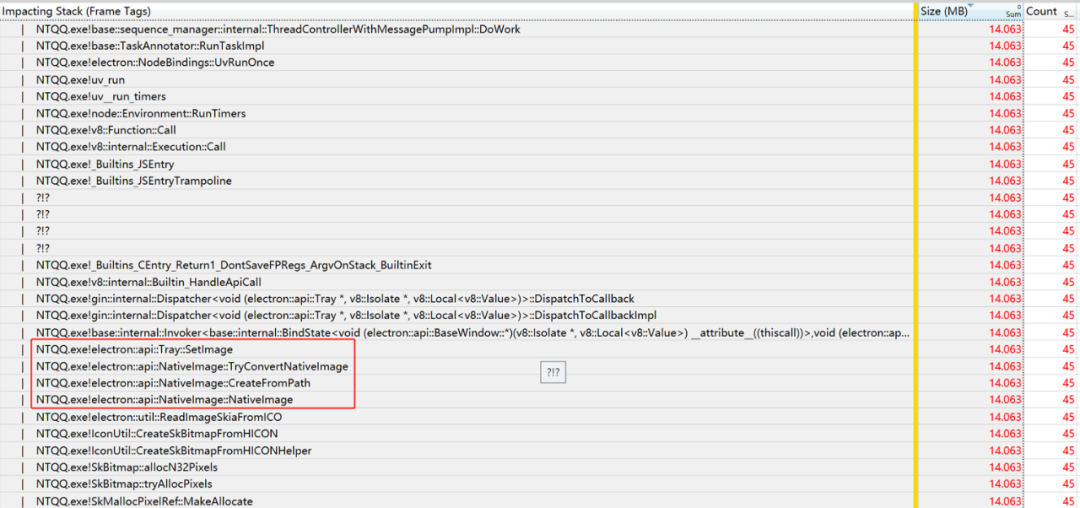 Impacting Stack (Frame Tags) Size (MB) Sum Count S...
| NTQQ.exe!base::sequence_manager::internal::ThreadControllerWithMessagePumpImpl::DoWork 14.063 45
| NTQQ.exe!base::TaskAnnotator::RunTaskImpl 14.063 45
| NTQQ.exe!electron::NodeBindings::UvRunOnce 14.063 45
| NTQQ.exe!uv_run 14.063 45
| NTQQ.exe!uv__run_timers 14.063 45
| NTQQ.exe!node::Environment::RunTimers 14.063 45
| NTQQ.exe!v8::Function::Call 14.063 45
| NTQQ.exe!v8::internal::Execution::Call 14.063 45
| NTQQ.exe!_Builtins_JSEntry 14.063 45
| NTQQ.exe!_Builtins_JSEntryTrampoline 14.063 45
| ?!? 14.063 45
| ?!? 14.063 45
| ?!? 14.063 45
| ?!? 14.063 45
| NTQQ.exe!_Builtins_CEntry_Return1_DontSaveFPRegs_ArgvOnStack_BuiltinExit 14.063 45
| NTQQ.exe!v8::internal::Builtin_HandleApiCall 14.063 45
| NTQQ.exe!gin::internal::Dispatcher<void (electron::api::Tray *, v8::Isolate *, v8::Local<v8::Value>)>::DispatchToCallback 14.063 45
| NTQQ.exe!gin::internal::Dispatcher<void (electron::api::Tray *, v8::Isolate *, v8::Local<v8::Value>)>::DispatchToCallbackImpl 14.063 45
| NTQQ.exe!base::internal::Invoker<base::internal::BindState<void (electron::api::BaseWindow::*)(v8::Isolate *, v8::Local<v8::Value>) __attribute__((thiscall))>,void (electron::ap... 14.063 45
| NTQQ.exe!electron::api::Tray::SetImage 14.063 45
| NTQQ.exe!electron::api::NativeImage::TryConvertNativeImage ?!? 14.063 45
| NTQQ.exe!electron::api::NativeImage::CreateFromPath 14.063 45
| NTQQ.exe!electron::api::NativeImage::NativeImage 14.063 45
| NTQQ.exe!electron::util::ReadImageSkiaFromICO 14.063 45
| NTQQ.exe!IconUtil::CreateSkBitmapFromHICON 14.063 45
| NTQQ.exe!IconUtil::CreateSkBitmapFromHICONHelper 14.063 45
| NTQQ.exe!SkBitmap::allocN32Pixels 14.063 45
| NTQQ.exe!SkBitmap::tryAllocPixels 14.063 45
| NTQQ.exe!SkMallocPixelRef::MakeAllocate 14.063 45